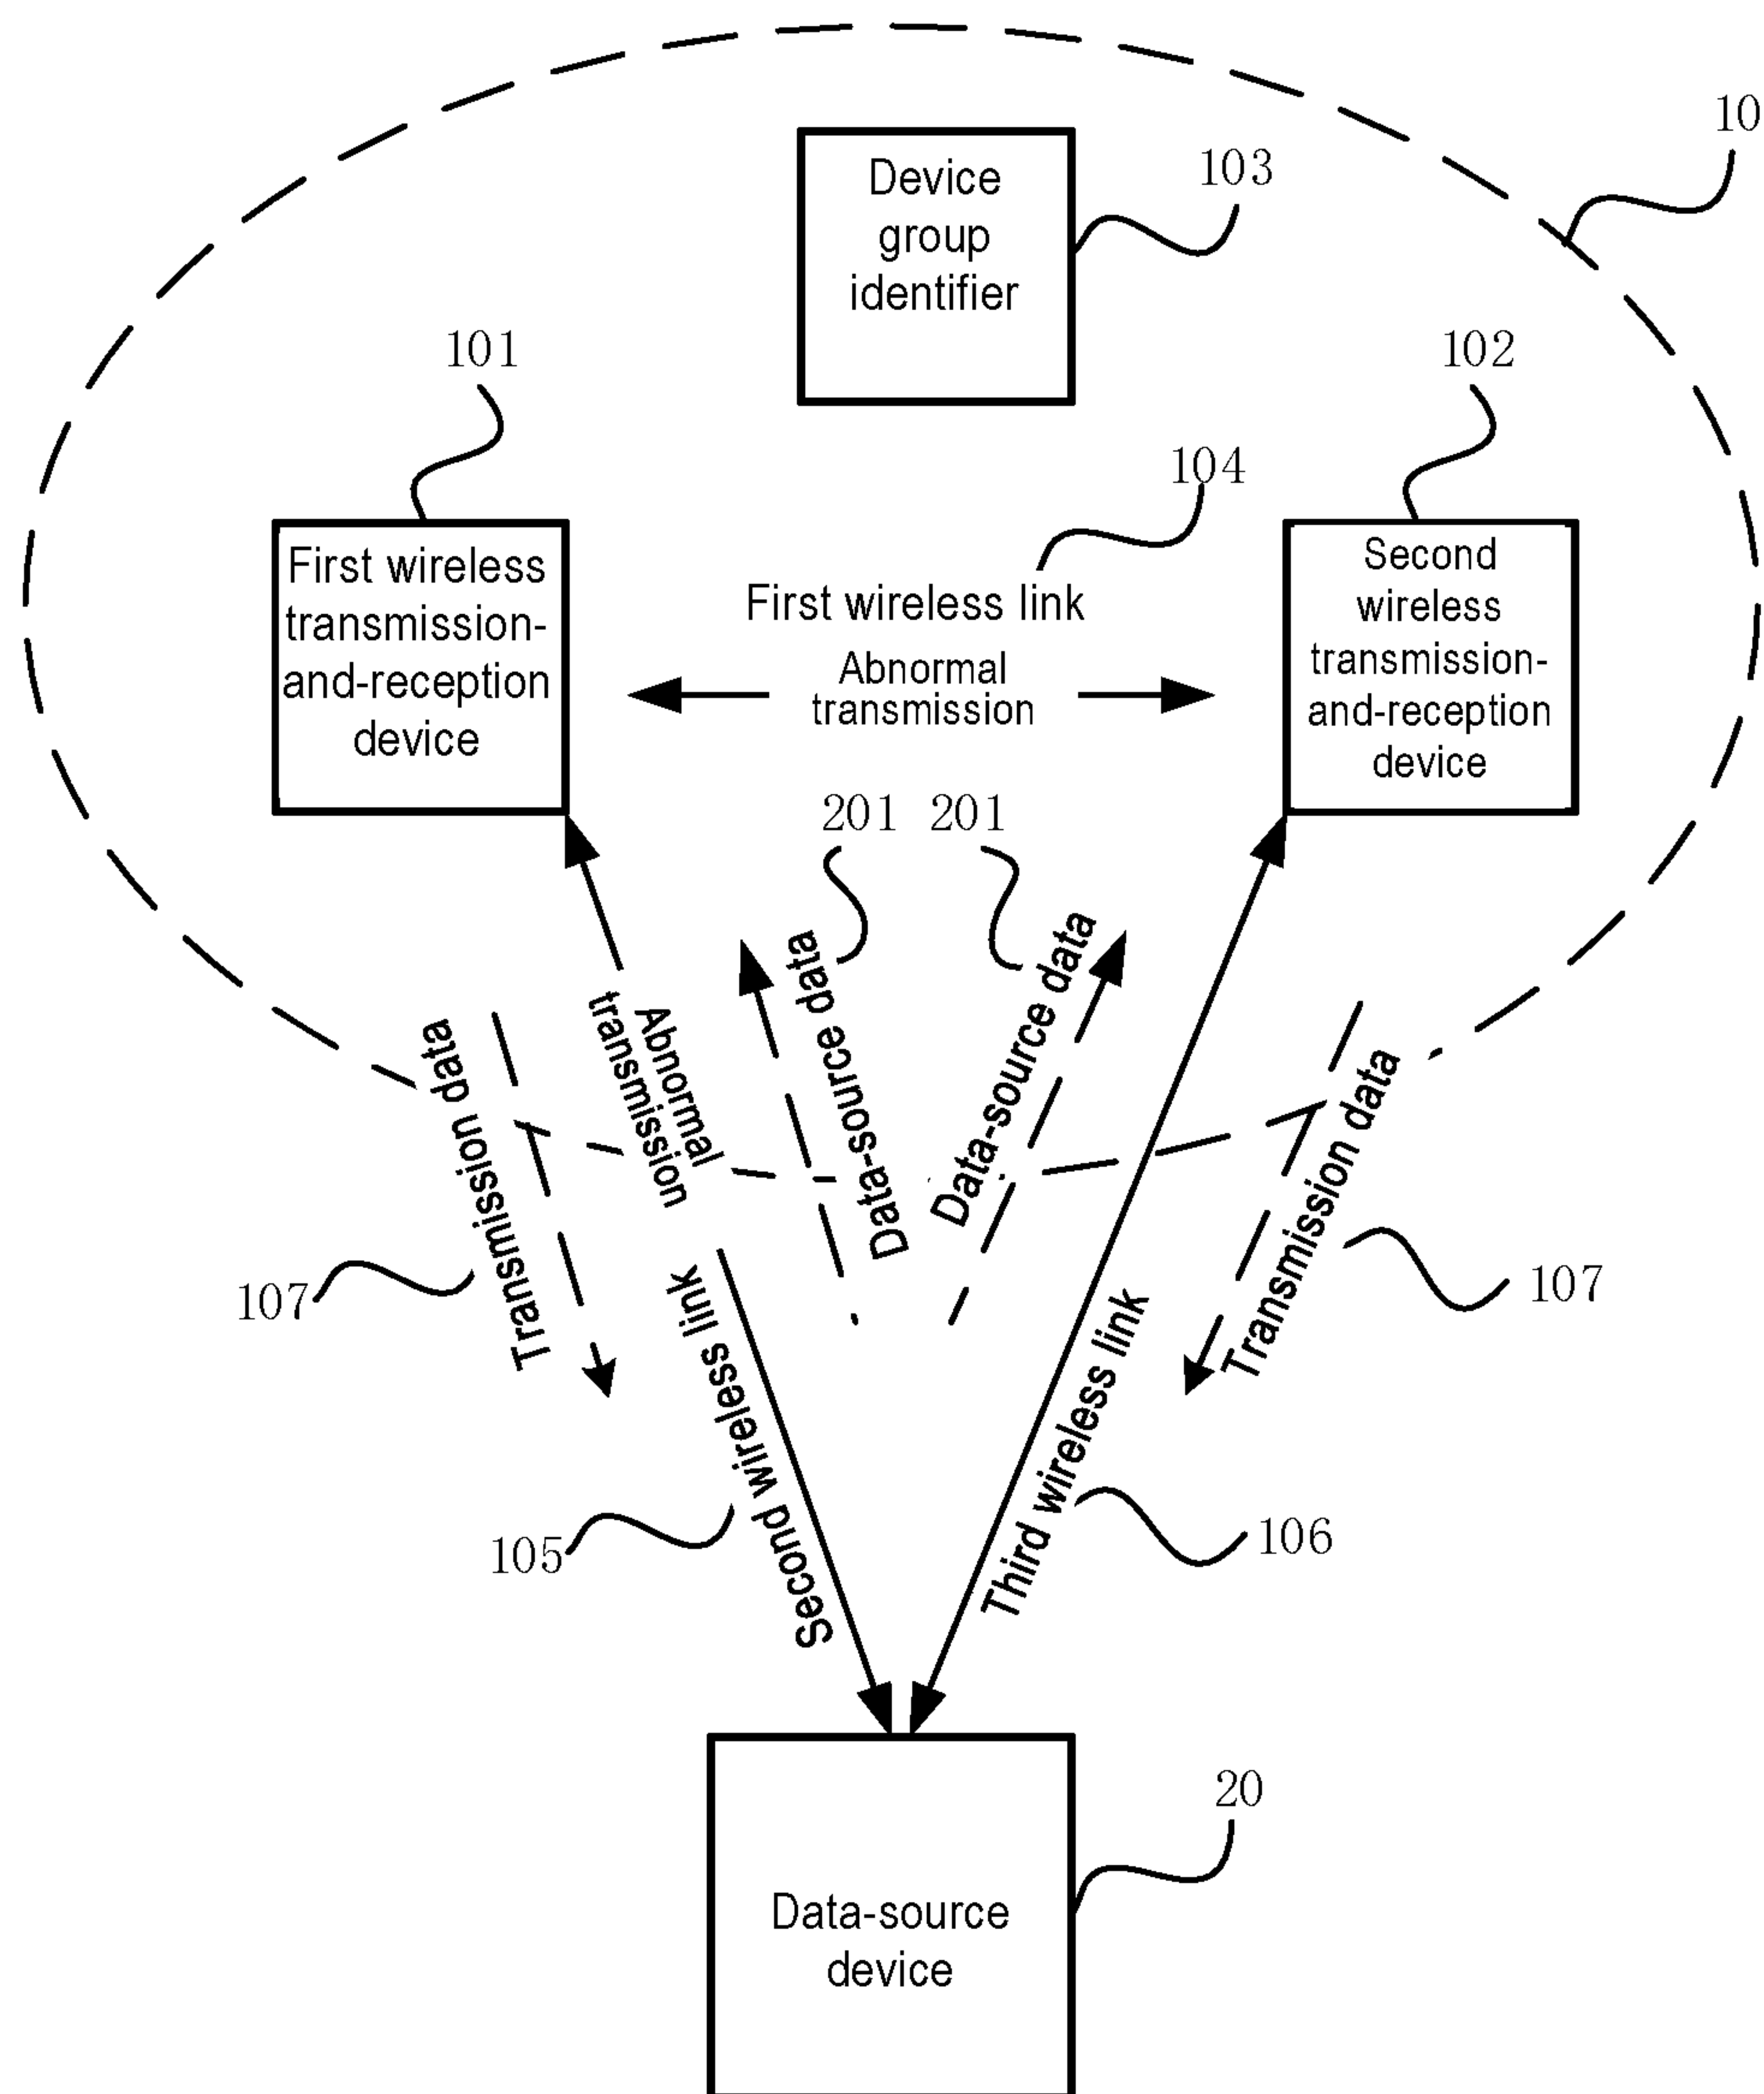 10
Device
group
identifier
103
101
102
104
First wireless
transmission-
and-reception
device
First wireless link
Abnormal
transmission
Second
wireless
transmission-
and-reception
device
201
201
Transmission data
Abnormal
transmission
Data-source data
Data-source data
Transmission data
107
107
Second wireless link
Third wireless link
105
106
20
Data-source
device